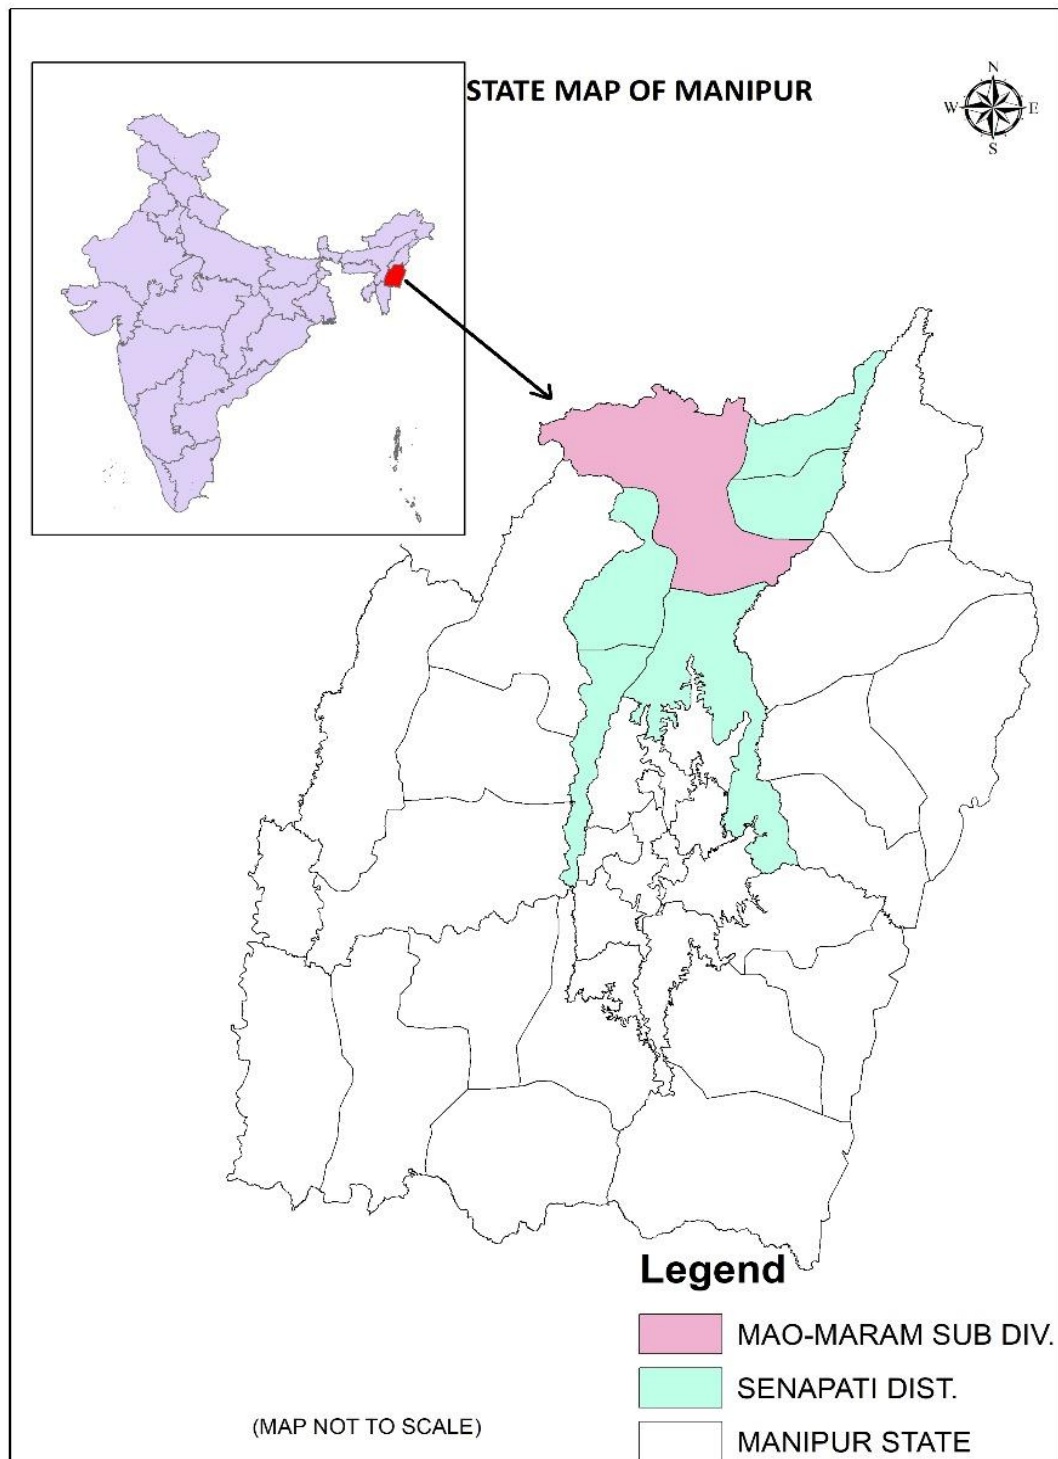 STATE MAP OF MANIPUR
N
W E
S
Legend
MAO-MARAM SUB DIV.
SENAPATI DIST.
(MAP NOT TO SCALE)
MANIPUR STATE